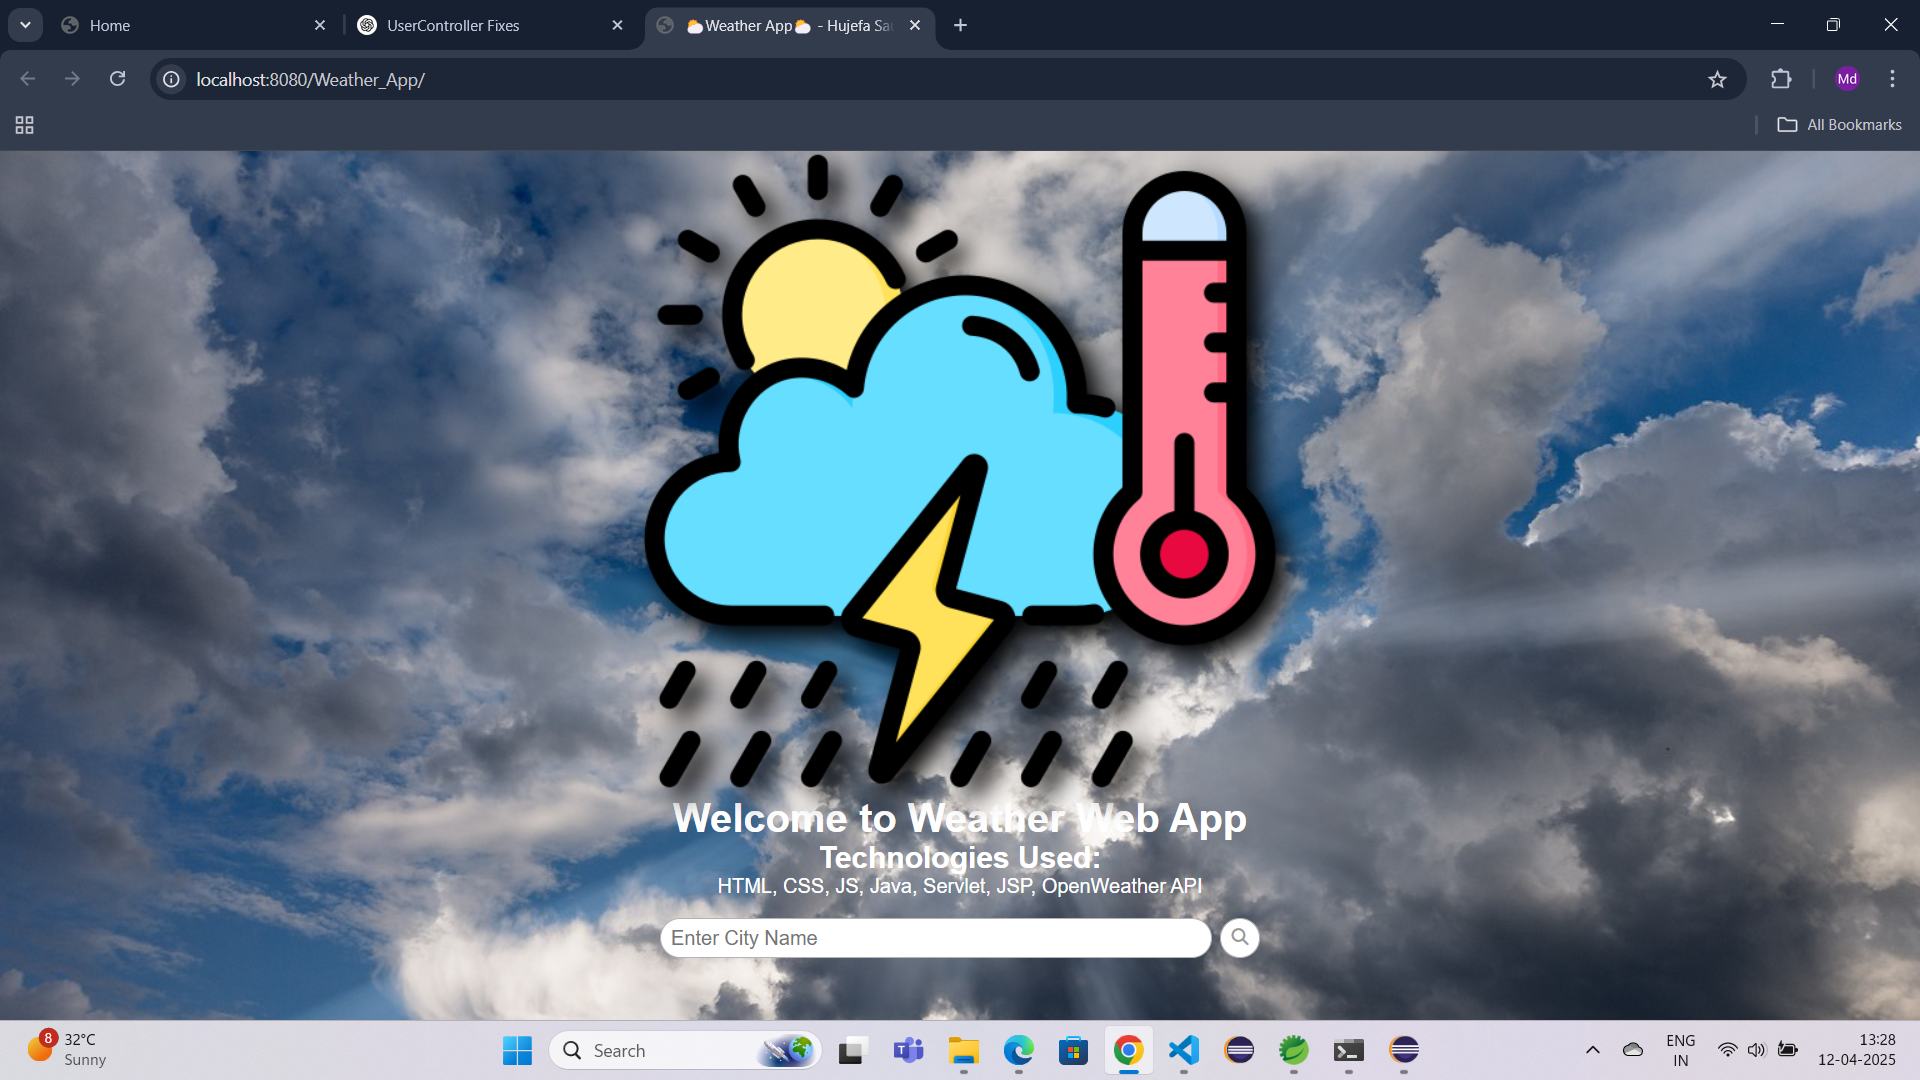 Home
UserController Fixes
⛅Weather App⛅ - Hujefa Sa
localhost:8080/Weather_App/
Md
All Bookmarks
Welcome to Weather Web App
Technologies Used:
HTML, CSS, JS, Java, Servlet, JSP, OpenWeather API
Enter City Name
8
32°C
Sunny
Search
ENG
IN
13:28
12-04-2025